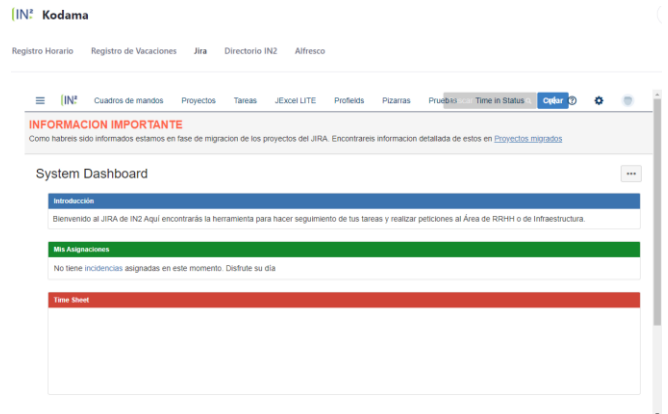 IN2 Kodama
Registro Horario Registro de Vacaciones Jira Directorio IN2 Alfresco
IN2 Cuadros de mandos Proyectos Tareas JExcel LITE Profields Pizarras Pruebas Time in Status
INFORMACION IMPORTANTE
Como habreis sido informados estamos en fase de migracion de los proyectos del JIRA. Encontrareis informacion detallada de estos en Proyectos migrados
System Dashboard
Introducción
Bienvenido al JIRA de IN2 Aquí encontrarás la herramienta para hacer seguimiento de tus tareas y realizar peticiones al Área de RRHH o de Infraestructura.
Mis Asignaciones
No tiene incidencias asignadas en este momento. Disfrute su día
Time Sheet